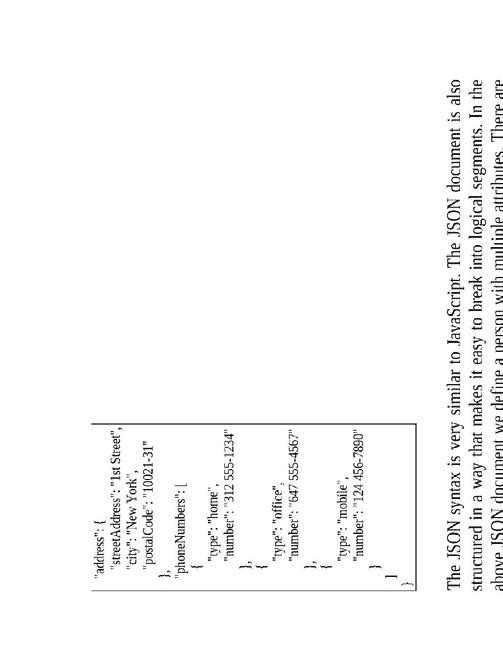 "address": {
"streetAddress": "1st Street",
"city": "New York",
"postalCode": "10021-31"
},
"phoneNumbers": [
{
"type": "home",
"number": "312 555-1234"
},
{
"type": "office",
"number": "647 555-4567"
},
{
"type": "mobile",
"number": "124 456-7890"
}
]
}
The JSON syntax is very similar to JavaScript. The JSON document is also
structured in a way that makes it easy to break into logical segments. In the
above JSON document we define a person with multiple attributes. There are